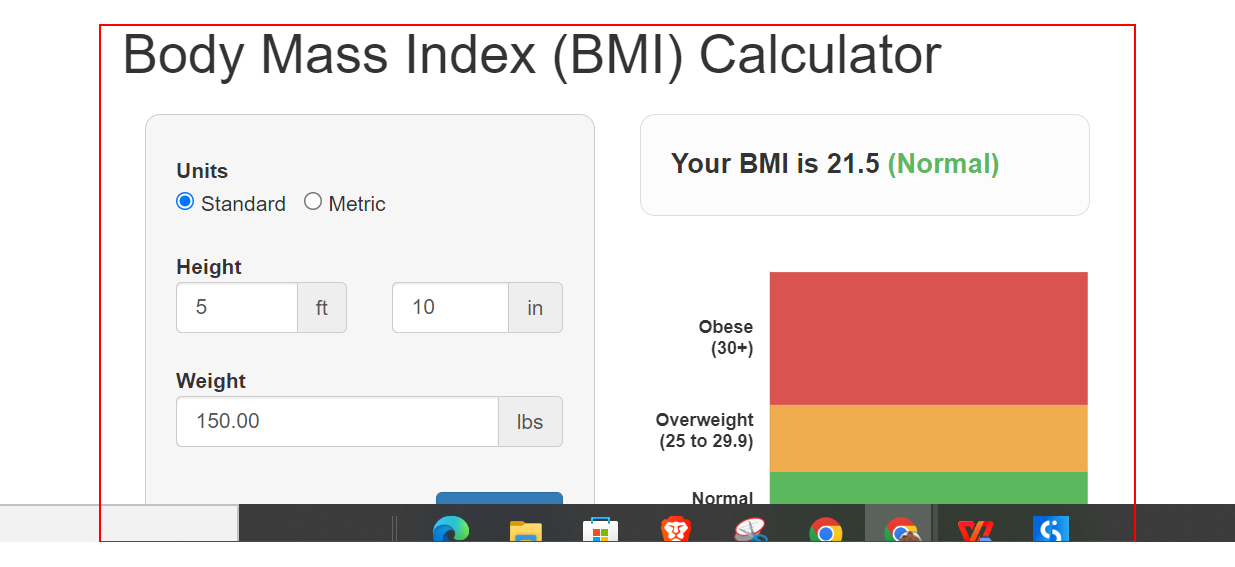 Body Mass Index (BMI) Calculator
Units
Standard Metric
Height
5 ft 10 in
Weight
150.00 lbs
Your BMI is 21.5 (Normal)
Obese
(30+)
Overweight
(25 to 29.9)
Normal